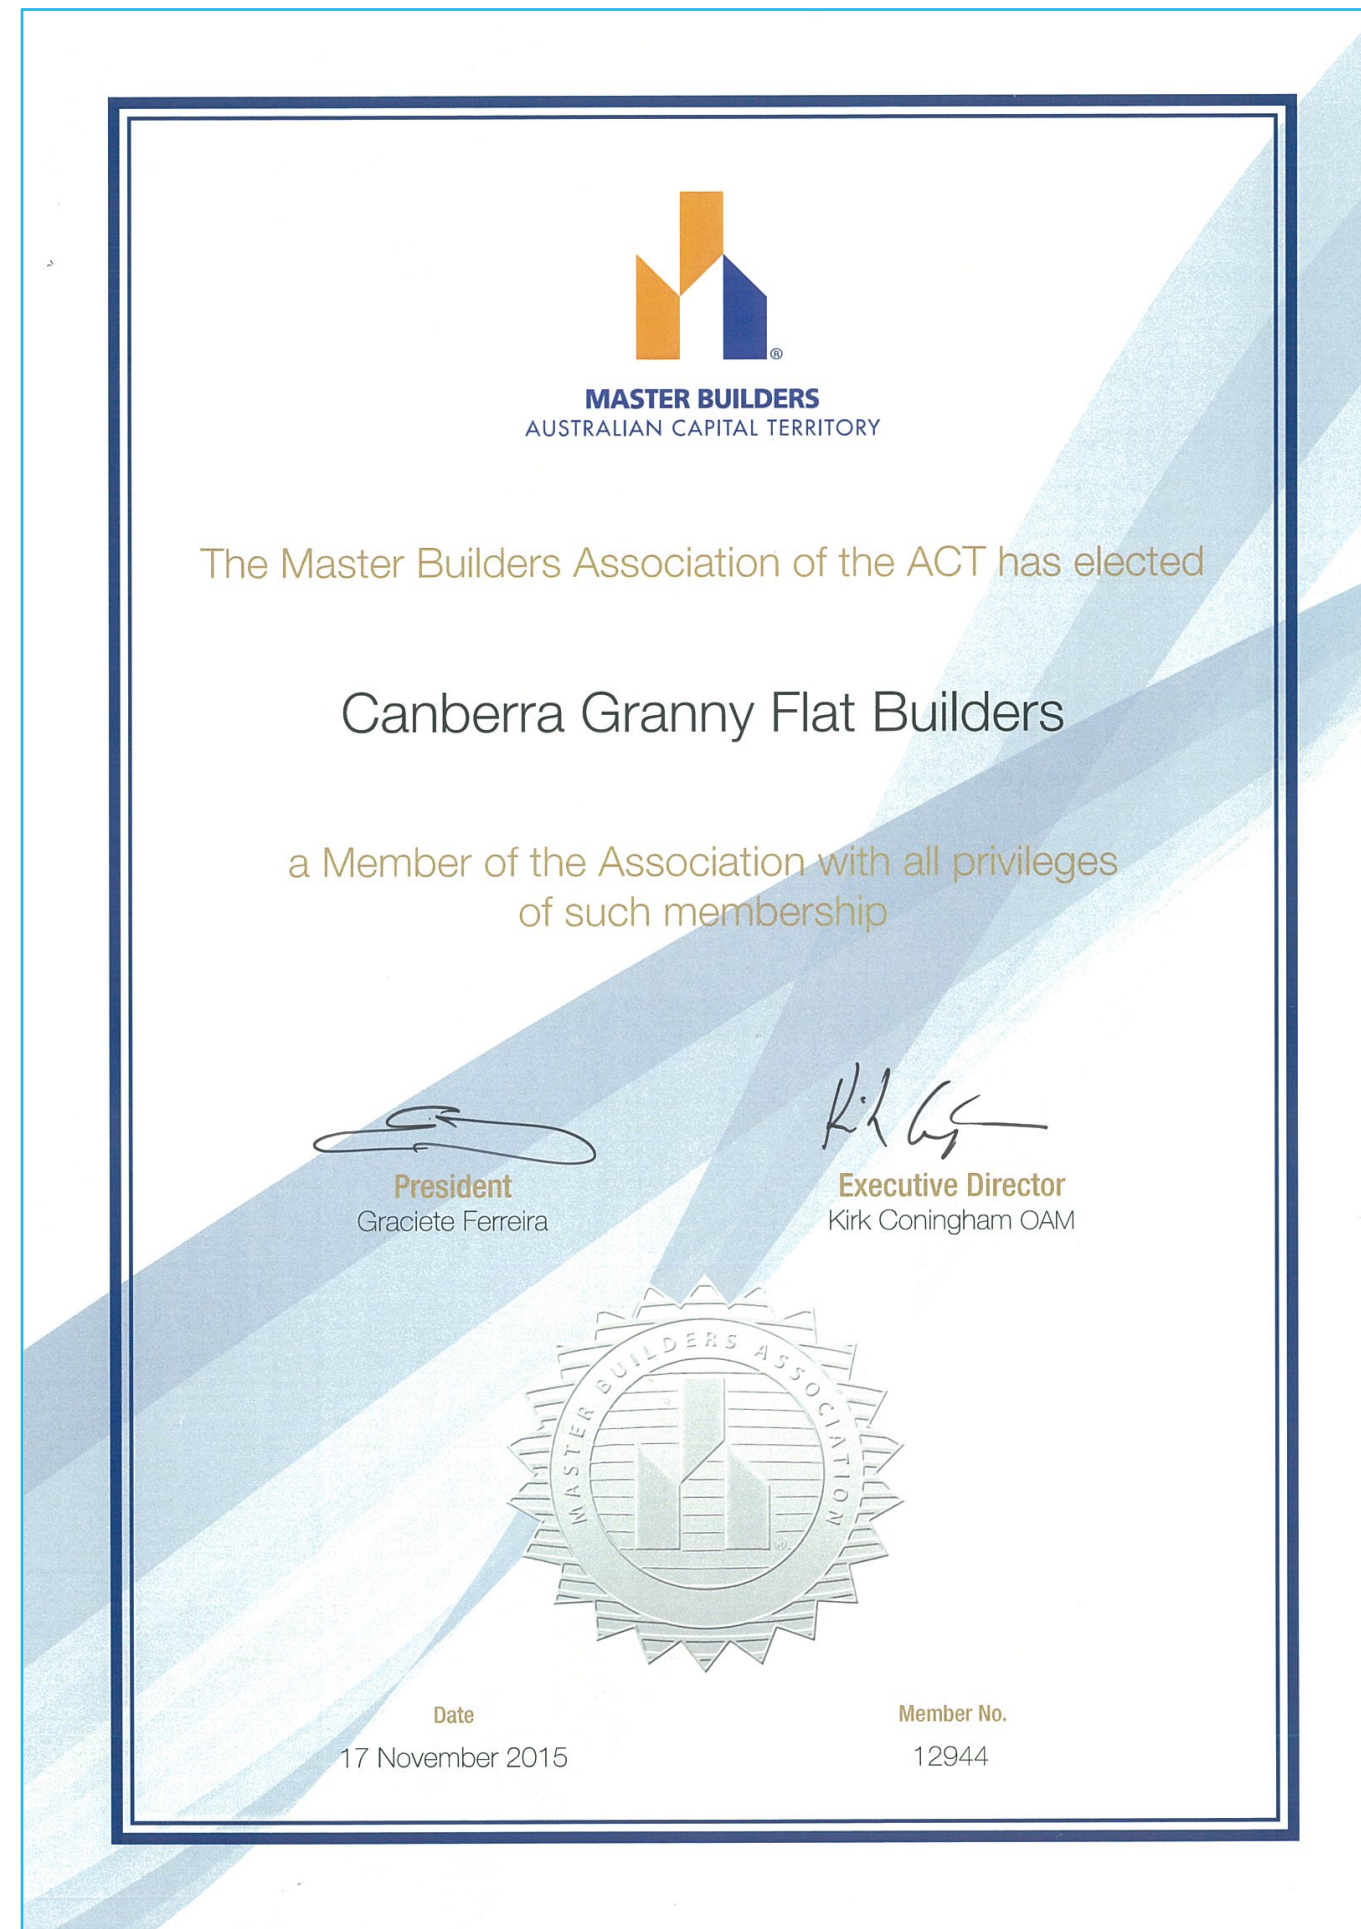 ®
MASTER BUILDERS
AUSTRALIAN CAPITAL TERRITORY
The Master Builders Association of the ACT has elected
Canberra Granny Flat Builders
a Member of the Association with all privileges
of such membership
President
Graciete Ferreira
Executive Director
Kirk Coningham OAM
MASTER BUILDERS ASSOCIATION
®
Date
17 November 2015
Member No.
12944